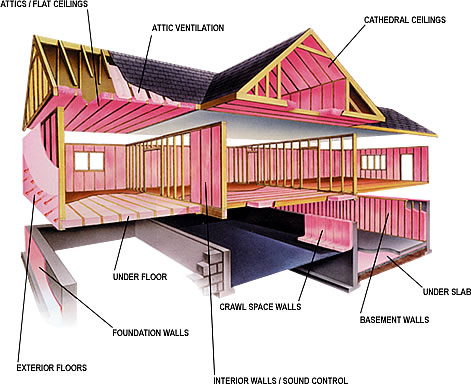 ATTICS / FLAT CEILINGS
ATTIC VENTILATION
CATHEDRAL CEILINGS
UNDER FLOOR
CRAWL SPACE WALLS
UNDER SLAB
BASEMENT WALLS
FOUNDATION WALLS
EXTERIOR FLOORS
INTERIOR WALLS / SOUND CONTROL